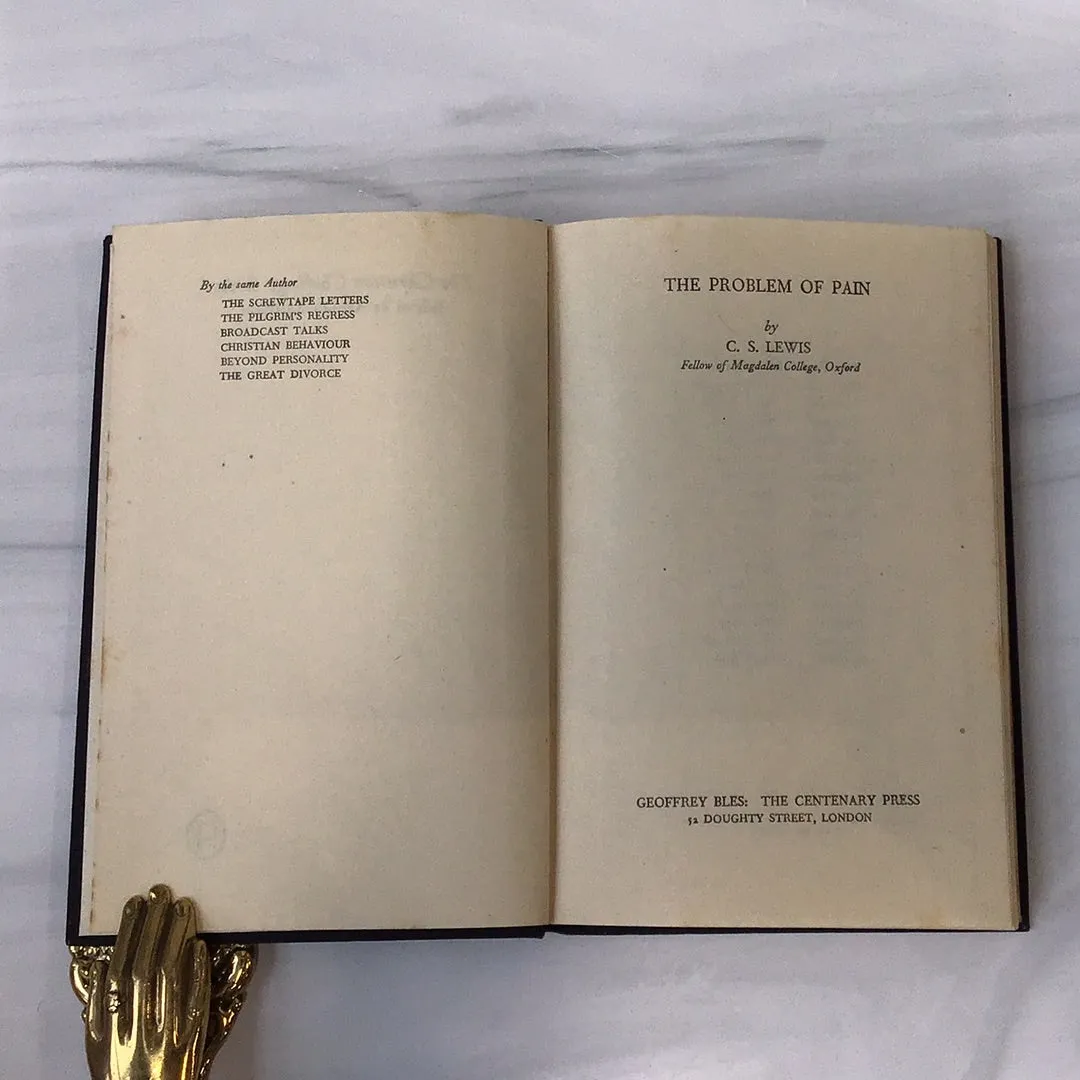 By the same Author
THE SCREWTAPE LETTERS
THE PILGRIM'S REGRESS
BROADCAST TALKS
CHRISTIAN BEHAVIOUR
BEYOND PERSONALITY
THE GREAT DIVORCE
THE PROBLEM OF PAIN
by
C. S. LEWIS
Fellow of Magdalen College, Oxford
GEOFFREY BLES: THE CENTENARY PRESS
52 DOUGHTY STREET, LONDON